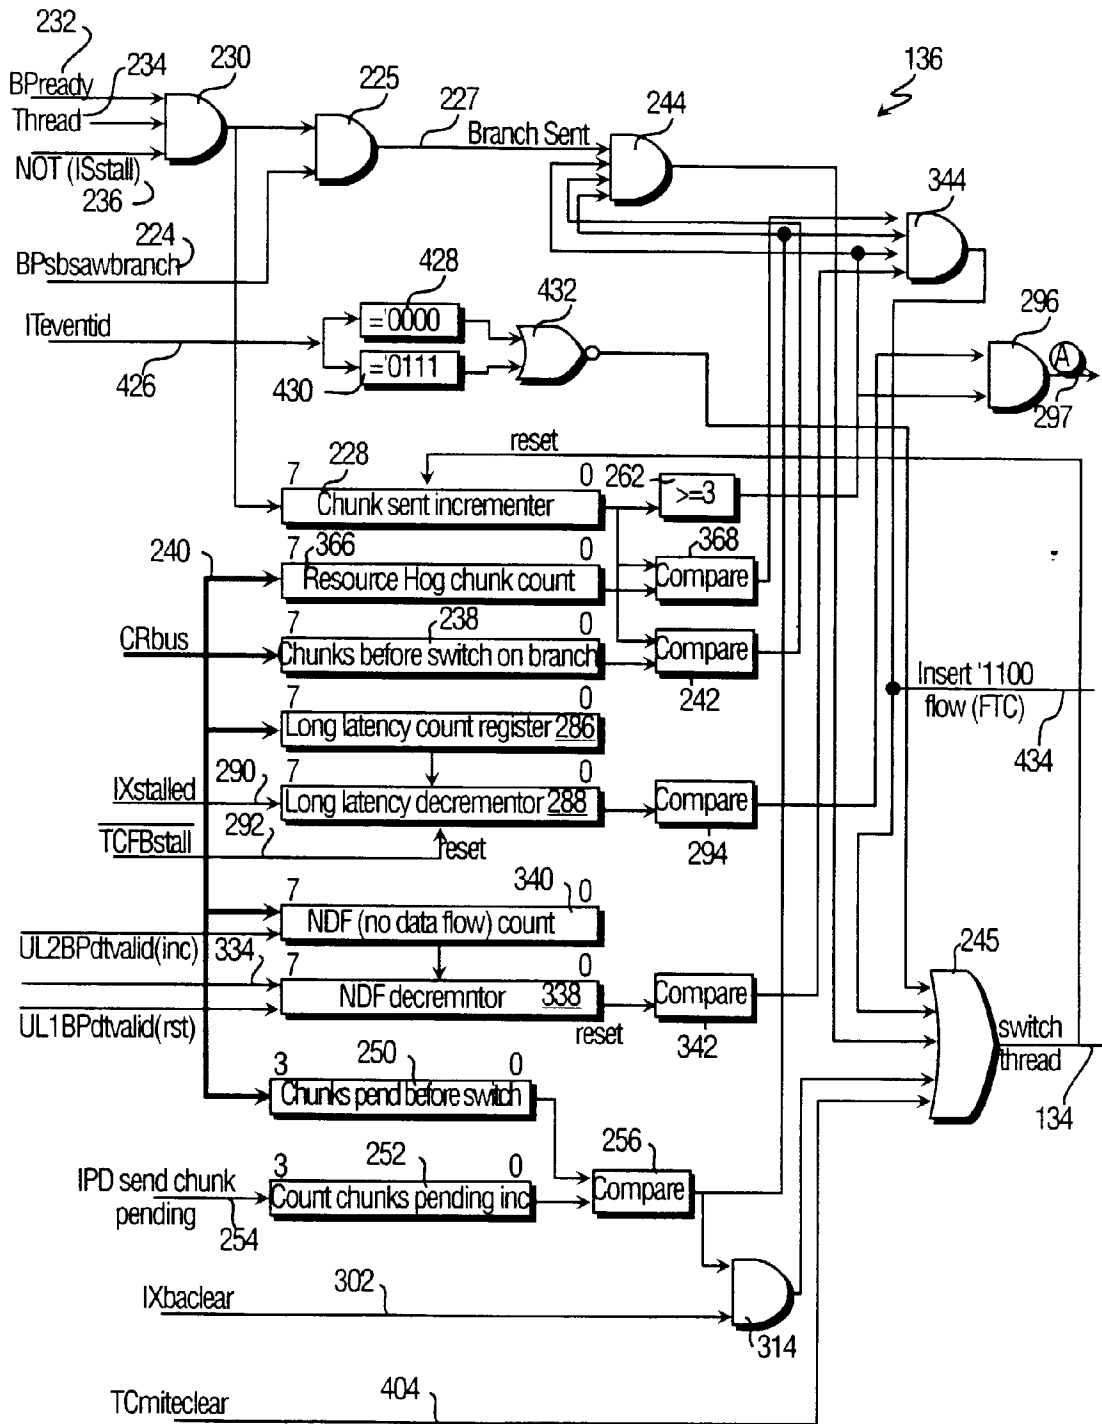 232
234
230
BPready
Thread
NOT (ISstall)
236
225
227
Branch Sent
244
136
344
224
BPsbsawbranch
ITeventid
426
428
='0000
430
='0111
432
296
A
297
reset
7
228
0
Chunk sent incrementer
262
>=3
240
7
366
0
Resource Hog chunk count
368
Compare
CRbus
7
238
0
Chunks before switch on branch
Compare
242
Insert '1100
flow (FTC)
434
7
0
Long latency count register 286
IXstalled
290
7
0
Long latency decrementor 288
Compare
294
TCFBstall
292
reset
7
340
0
NDF (no data flow) count
UL2BPdtvalid(inc)
334
7
0
NDF decremntor 338
Compare
342
UL1BPdtvalid(rst)
reset
245
switch
thread
134
3
250
0
Chunks pend before switch
256
Compare
IPD send chunk
pending
254
3
252
0
Count chunks pending inc
IXbaclear
302
314
TCmiteclear
404